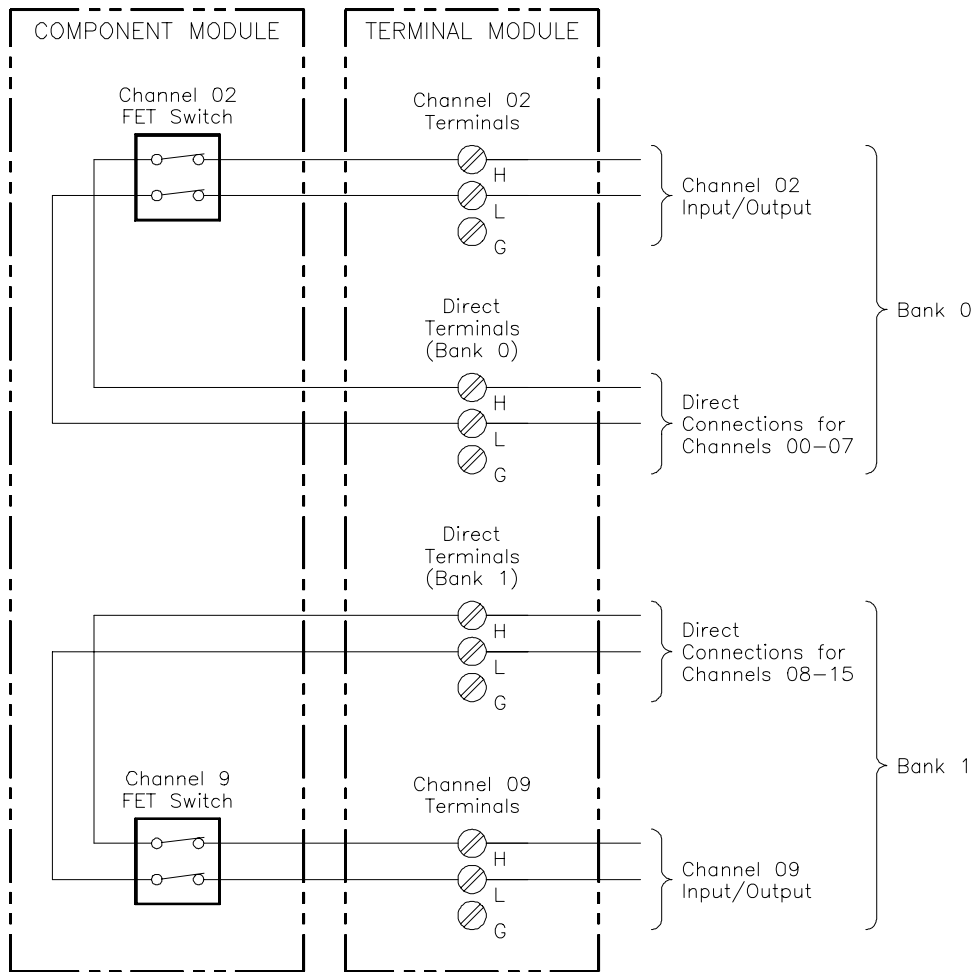 COMPONENT MODULE
TERMINAL MODULE
Channel 02
FET Switch
Channel 02
Terminals
H
L
G
Channel 02
Input/Output
Direct
Terminals
(Bank 0)
H
L
G
Direct
Connections for
Channels 00-07
Bank 0
Direct
Terminals
(Bank 1)
H
L
G
Direct
Connections for
Channels 08-15
Channel 9
FET Switch
Channel 09
Terminals
H
L
G
Channel 09
Input/Output
Bank 1